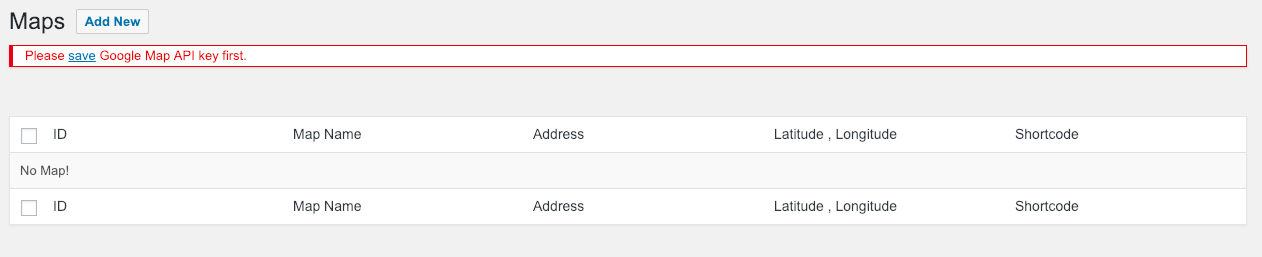 Maps Add New
Please save Google Map API key first.
ID Map Name Address Latitude , Longitude Shortcode
No Map!
ID Map Name Address Latitude , Longitude Shortcode